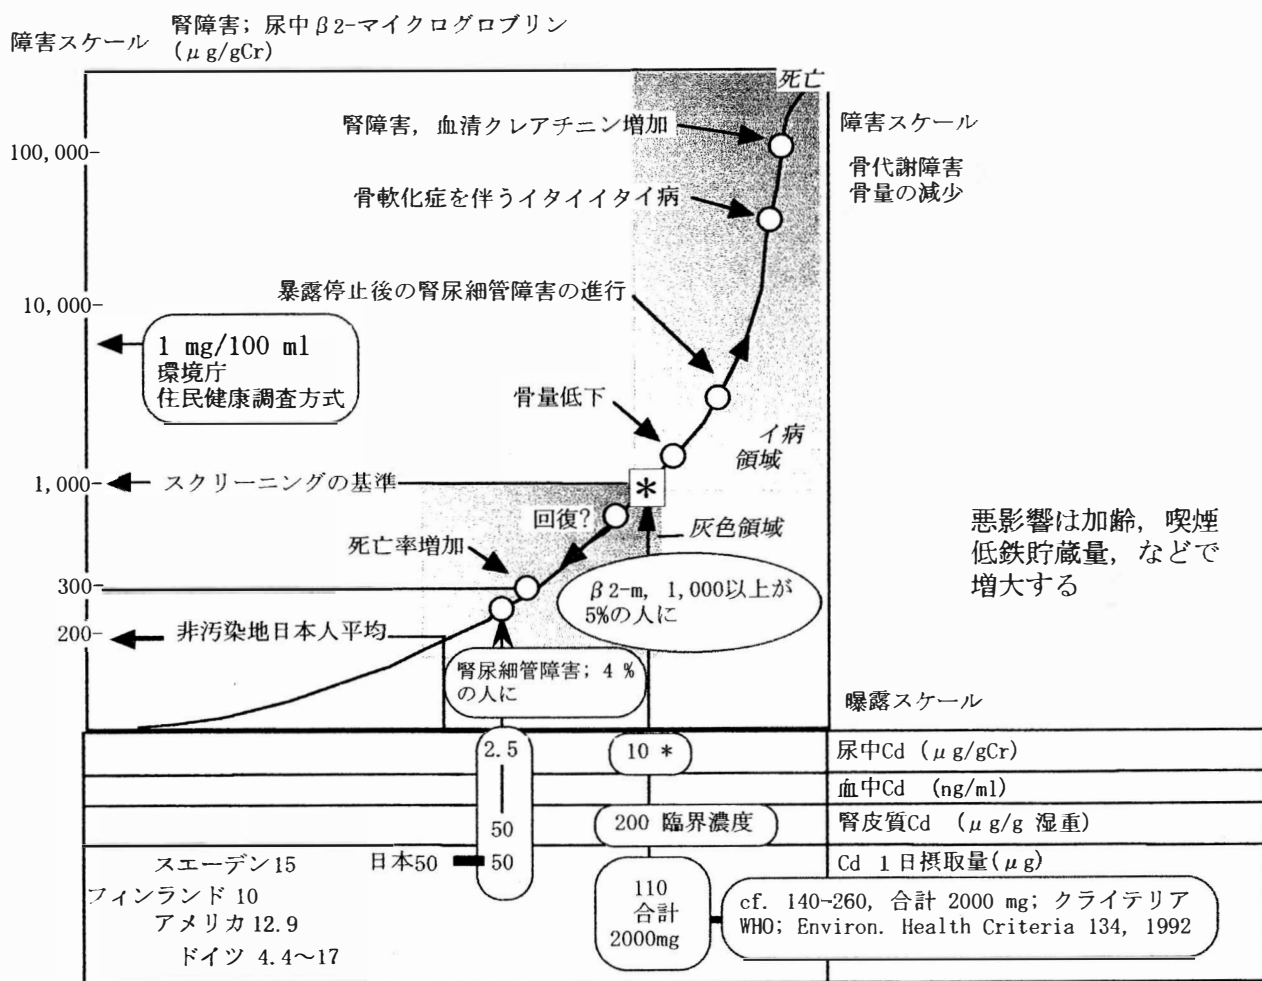 腎障害; 尿中β2-マイクログロブリン
障害スケール (μg/gCr)
死亡
腎障害, 血清クレアチニン増加
障害スケール
100,000-
骨代謝障害
骨量の減少
骨軟化症を伴うイタイイタイ病
暴露停止後の腎尿細管障害の進行
10,000-
1 mg/100 ml
環境庁
住民健康調査方式
骨量低下
イ病
領域
1,000-
スクリーニングの基準
*
回復?
灰色領域
悪影響は加齢, 喫煙
低鉄貯蔵量, などで
増大する
死亡率増加
300
β2-m, 1,000以上が
5%の人に
200-
非汚染地日本人平均
腎尿細管障害; 4 %
の人に
曝露スケール
2.5
10 *
尿中Cd (μg/gCr)
血中Cd (ng/ml)
50
200 臨界濃度
腎皮質Cd (μg/g 湿重)
スエーデン15
日本50
50
Cd 1日摂取量(μg)
フィンランド 10
アメリカ12.9
ドイツ 4.4～17
110
合計
2000mg
cf. 140-260, 合計 2000 mg; クライテリア
WHO; Environ. Health Criteria 134, 1992